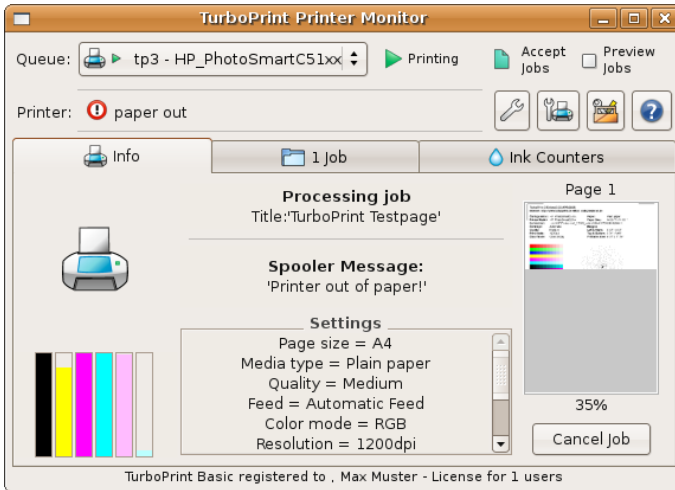 TurboPrint Printer Monitor
Queue: tp3 - HP_PhotoSmartC51xx Printing Accept Jobs Preview Jobs
Printer: paper out
Info 1 Job Ink Counters
Processing job
Title:'TurboPrint Testpage'
Spooler Message:
'Printer out of paper!'
Settings
Page size = A4
Media type = Plain paper
Quality = Medium
Feed = Automatic Feed
Color mode = RGB
Resolution = 1200dpi
Page 1
35%
Cancel Job
TurboPrint Basic registered to , Max Muster - License for 1 users